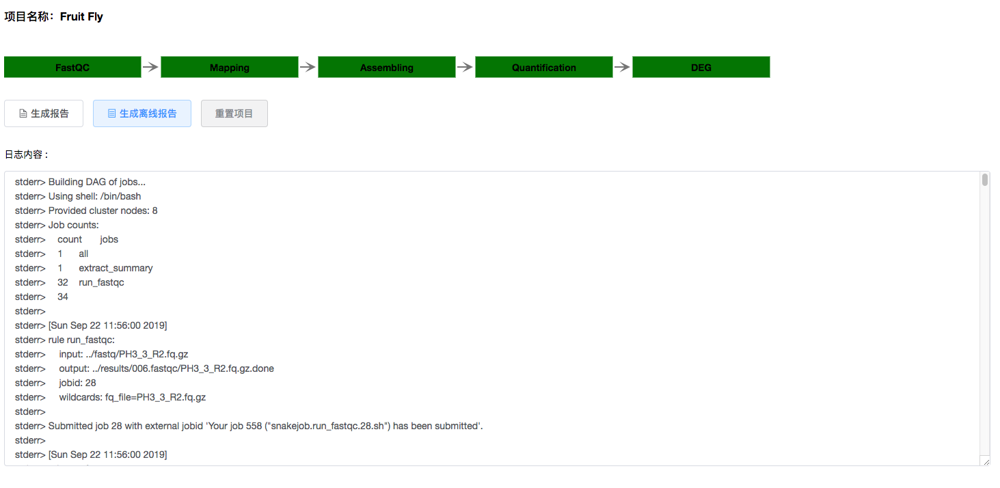 项目名称：Fruit Fly
FastQC Mapping Assembling Quantification DEG
生成报告 生成离线报告 重置项目
日志内容 :
stderr> Building DAG of jobs...
stderr> Using shell: /bin/bash
stderr> Provided cluster nodes: 8
stderr> Job counts:
stderr> count jobs
stderr> 1 all
stderr> 1 extract_summary
stderr> 32 run_fastqc
stderr> 34
stderr>
stderr> [Sun Sep 22 11:56:00 2019]
stderr> rule run_fastqc:
stderr> input: ../fastq/PH3_3_R2.fq.gz
stderr> output: ../results/006.fastqc/PH3_3_R2.fq.gz.done
stderr> jobid: 28
stderr> wildcards: fq_file=PH3_3_R2.fq.gz
stderr>
stderr> Submitted job 28 with external jobid 'Your job 558 ("snakejob.run_fastqc.28.sh") has been submitted'.
stderr>
stderr> [Sun Sep 22 11:56:00 2019]